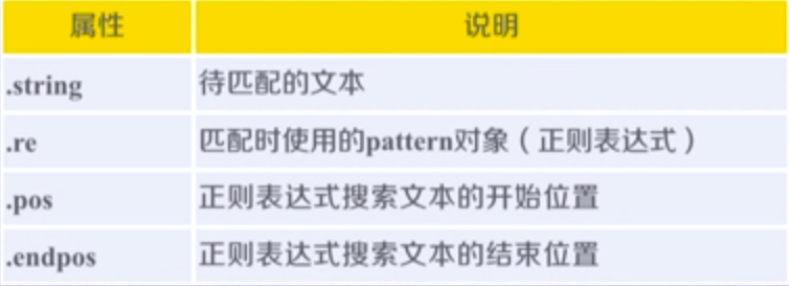 属性 说明
.string 待匹配的文本
.re 匹配时使用的pattern对象（正则表达式）
.pos 正则表达式搜索文本的开始位置
.endpos 正则表达式搜索文本的结束位置